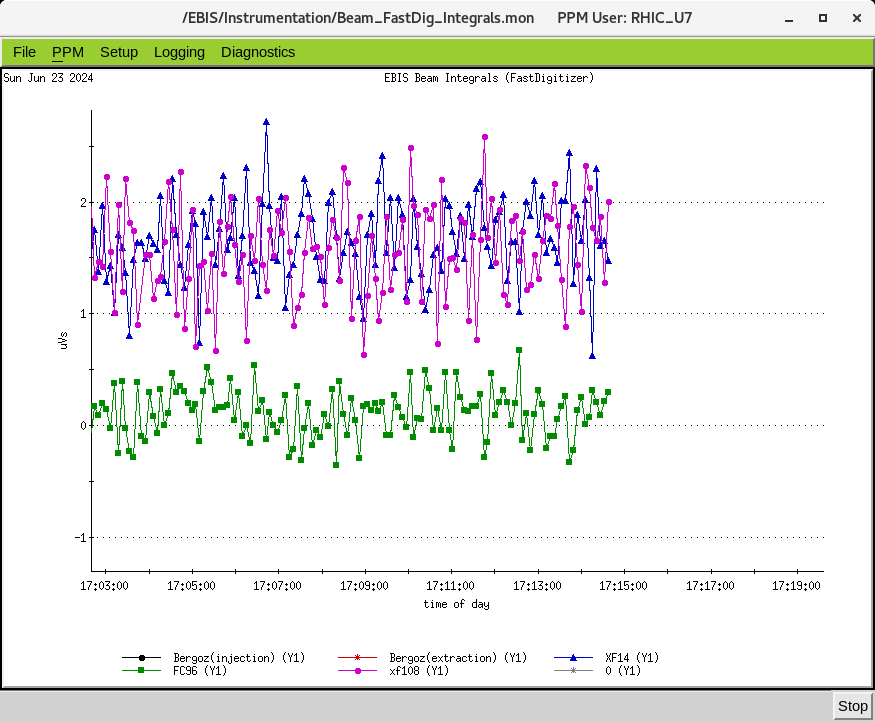 /EBIS/Instrumentation/Beam_FastDig_Integrals.mon PPM User: RHIC_U7
File PPM Setup Logging Diagnostics
Sun Jun 23 2024 EBIS Beam Integrals (FastDigitizer)
2
1
uVs
0
-1
17:03:00 17:05:00 17:07:00 17:09:00 17:11:00 17:13:00 17:15:00 17:17:00 17:19:00
time of day
Bergoz(injection) (Y1) Bergoz(extraction) (Y1) XF14 (Y1)
FC96 (Y1) xf108 (Y1) 0 (Y1)
Stop